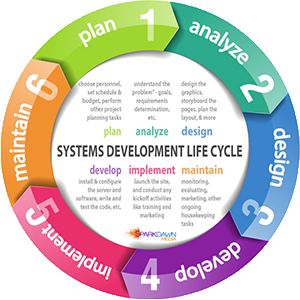 plan 1
analyze 2
design 3
develop 4
implement 5
maintain 6
choose personnel,
set schedule &
budget, perform
other project
planning tasks
plan
understand the
problem" - goals,
requirements
determination,
etc.
analyze
design the
graphics,
storyboard the
pages, plan the
layout, & more
design
SYSTEMS DEVELOPMENT LIFE CYCLE
develop
install & configure
the server and
software, write and
test the code, etc.
implement
launch the site,
and conduct any
kickoff activities
like training and
marketing
maintain
monitoring,
evaluating,
marketing, other
ongoing
housekeeping
tasks
PARKDAWN
MEDIA